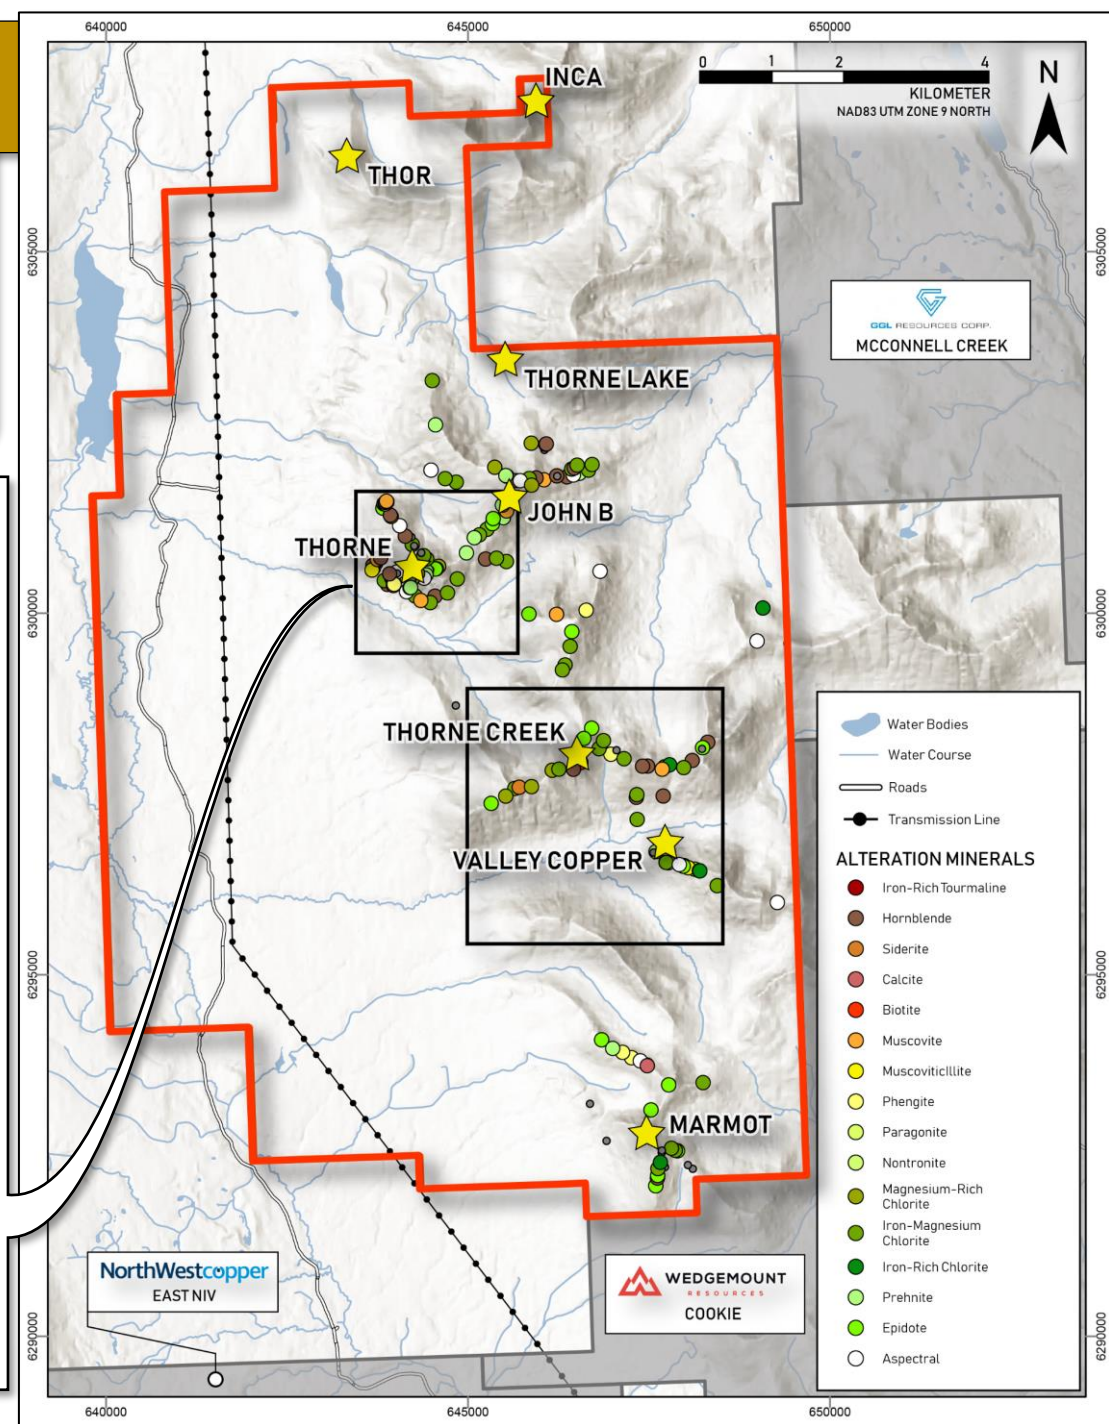 640000
645000
650000
INCA
0 1 2 4
KILOMETER
NAD83 UTM ZONE 9 NORTH
N
THOR
6305000
6305000
GGL RESOURCES CORP.
MCCONNELL CREEK
THORNE LAKE
JOHN B
THORNE
6300000
6300000
THORNE CREEK
VALLEY COPPER
Water Bodies
Water Course
Roads
Transmission Line
ALTERATION MINERALS
Iron-Rich Tourmaline
Hornblende
Siderite
Calcite
Biotite
Muscovite
MuscoviticIllite
Phengite
Paragonite
Nontronite
Magnesium-Rich
Chlorite
Iron-Magnesium
Chlorite
Iron-Rich Chlorite
Prehnite
Epidote
Aspectral
6295000
6295000
MARMOT
NorthWestcopper
EAST NIV
WEDGEMOUNT
RESOURCES
COOKIE
6290000
6290000
640000
645000
650000